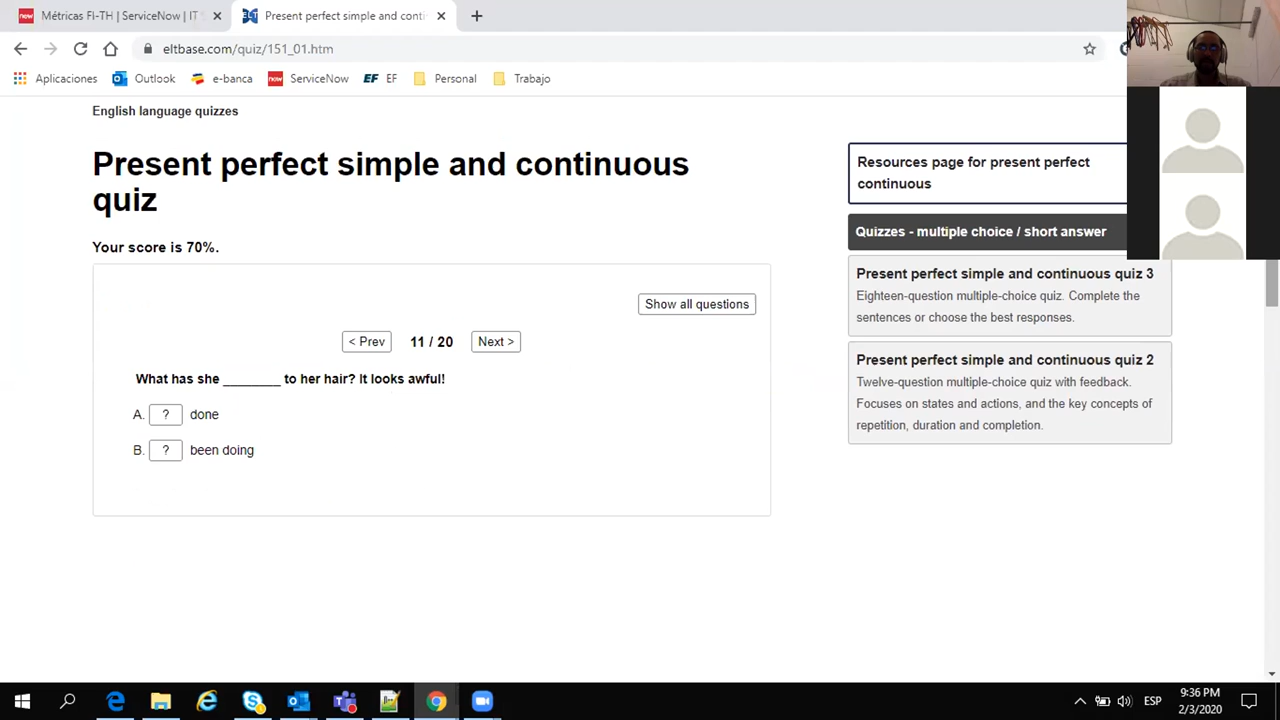 Métricas FI-TH | ServiceNow | IT S
Present perfect simple and conti
eltbase.com/quiz/151_01.htm
Aplicaciones
Outlook
e-banca
now
ServiceNow
EF
EF
Personal
Trabajo
English language quizzes
Present perfect simple and continuous
quiz
Your score is 70%.
Show all questions
< Prev
11 / 20
Next >
What has she ________ to her hair? It looks awful!
A. ? done
B. ? been doing
Resources page for present perfect
continuous
Quizzes - multiple choice / short answer
Present perfect simple and continuous quiz 3
Eighteen-question multiple-choice quiz. Complete the
sentences or choose the best responses.
Present perfect simple and continuous quiz 2
Twelve-question multiple-choice quiz with feedback.
Focuses on states and actions, and the key concepts of
repetition, duration and completion.
ESP
9:36 PM
2/3/2020